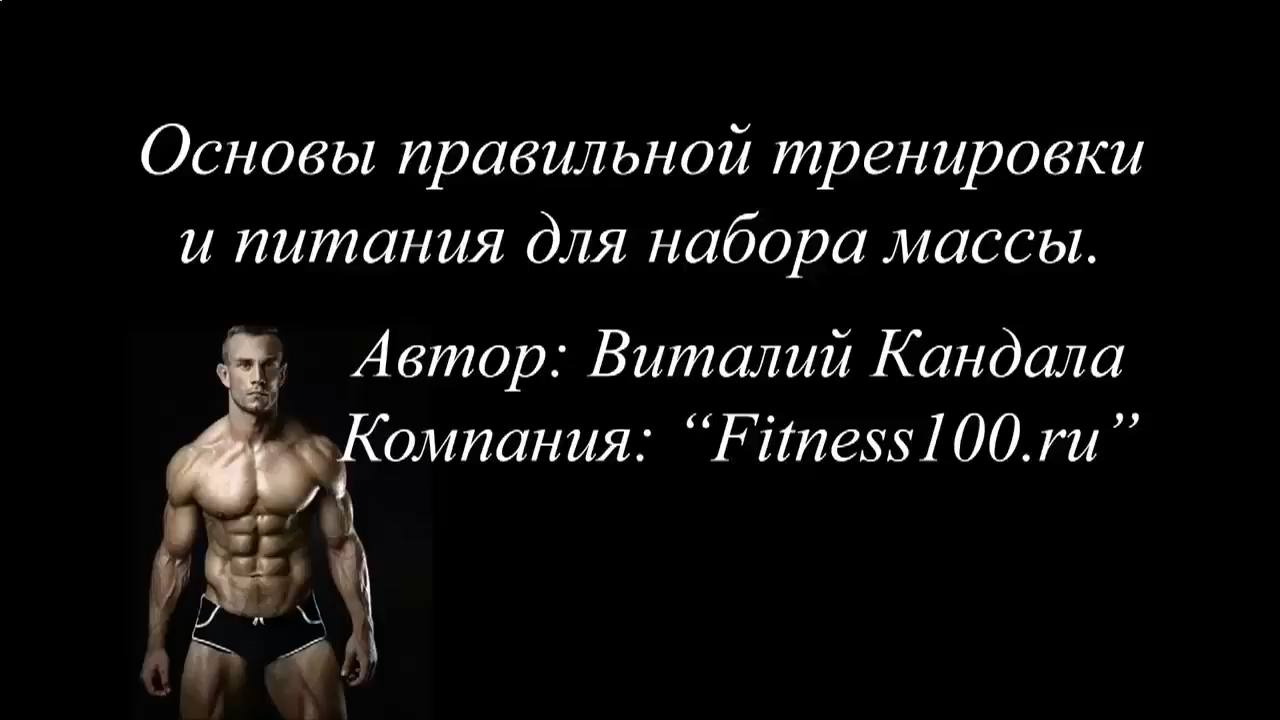 Основы правильной тренировки
и питания для набора массы.
Автор: Виталий Кандала
Компания: “Fitness100.ru”